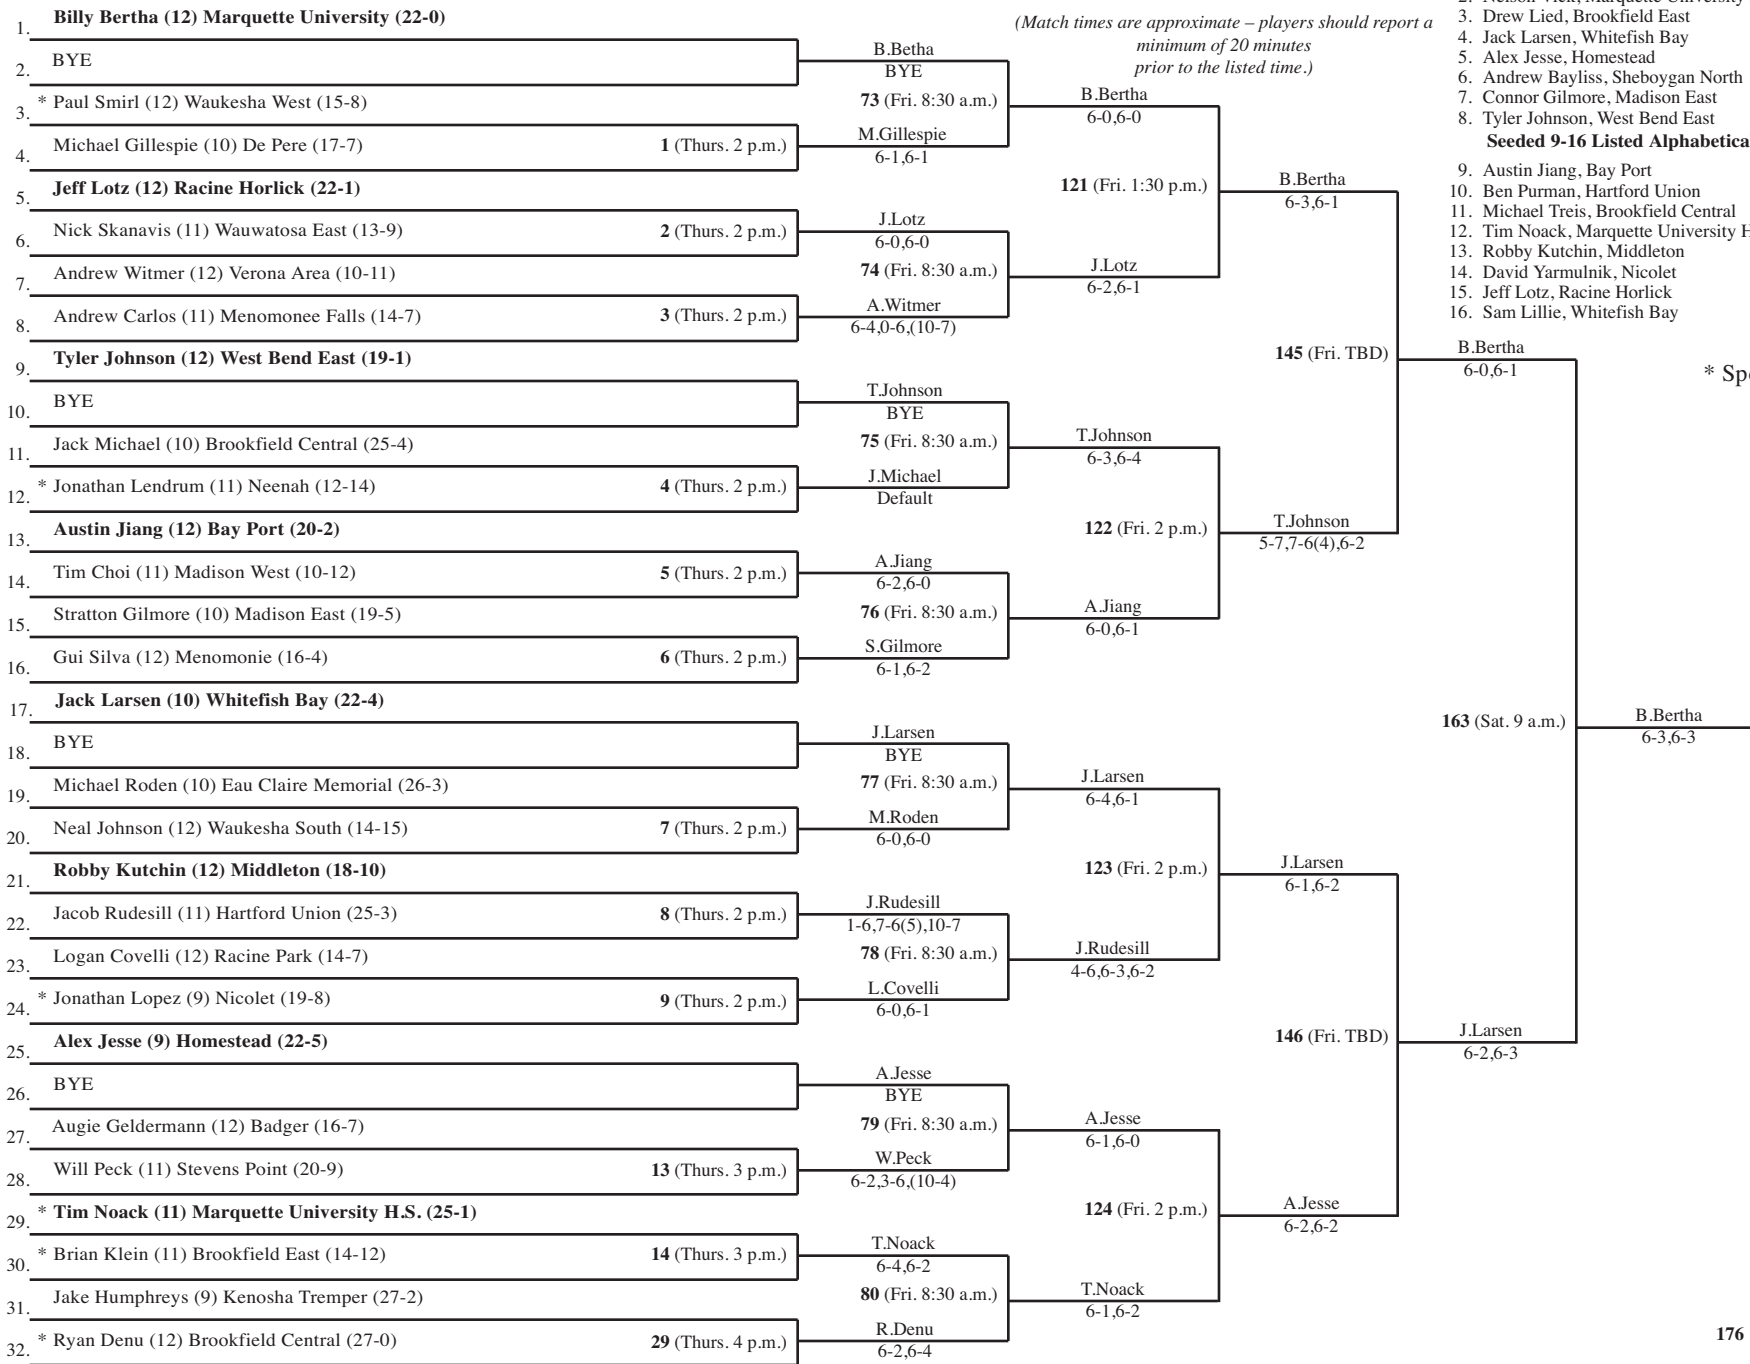 1. Billy Bertha (12) Marquette University (22-0)
2. BYE
3. * Paul Smirl (12) Waukesha West (15-8)
4. Michael Gillespie (10) De Pere (17-7) 1 (Thurs. 2 p.m.)
5. Jeff Lotz (12) Racine Horlick (22-1)
6. Nick Skanavis (11) Wauwatosa East (13-9) 2 (Thurs. 2 p.m.)
7. Andrew Witmer (12) Verona Area (10-11)
8. Andrew Carlos (11) Menomonee Falls (14-7) 3 (Thurs. 2 p.m.)
9. Tyler Johnson (12) West Bend East (19-1)
10. BYE
11. Jack Michael (10) Brookfield Central (25-4)
12. * Jonathan Lendrum (11) Neenah (12-14) 4 (Thurs. 2 p.m.)
13. Austin Jiang (12) Bay Port (20-2)
14. Tim Choi (11) Madison West (10-12) 5 (Thurs. 2 p.m.)
15. Stratton Gilmore (10) Madison East (19-5)
16. Gui Silva (12) Menomonie (16-4) 6 (Thurs. 2 p.m.)
17. Jack Larsen (10) Whitefish Bay (22-4)
18. BYE
19. Michael Roden (10) Eau Claire Memorial (26-3)
20. Neal Johnson (12) Waukesha South (14-15) 7 (Thurs. 2 p.m.)
21. Robby Kutchin (12) Middleton (18-10)
22. Jacob Rudesill (11) Hartford Union (25-3) 8 (Thurs. 2 p.m.)
23. Logan Covelli (12) Racine Park (14-7)
24. * Jonathan Lopez (9) Nicolet (19-8) 9 (Thurs. 2 p.m.)
25. Alex Jesse (9) Homestead (22-5)
26. BYE
27. Augie Geldermann (12) Badger (16-7)
28. Will Peck (11) Stevens Point (20-9) 13 (Thurs. 3 p.m.)
29. * Tim Noack (11) Marquette University H.S. (25-1)
30. * Brian Klein (11) Brookfield East (14-12) 14 (Thurs. 3 p.m.)
31. Jake Humphreys (9) Kenosha Tremper (27-2)
32. * Ryan Denu (12) Brookfield Central (27-0) 29 (Thurs. 4 p.m.)
B.Betha
BYE
73 (Fri. 8:30 a.m.)
M.Gillespie
6-1,6-1
J.Lotz
6-0,6-0
74 (Fri. 8:30 a.m.)
A.Witmer
6-4,0-6,(10-7)
T.Johnson
BYE
75 (Fri. 8:30 a.m.)
J.Michael
Default
A.Jiang
6-2,6-0
76 (Fri. 8:30 a.m.)
S.Gilmore
6-1,6-2
J.Larsen
BYE
77 (Fri. 8:30 a.m.)
M.Roden
6-0,6-0
J.Rudesill
1-6,7-6(5),10-7
78 (Fri. 8:30 a.m.)
L.Covelli
6-0,6-1
A.Jesse
BYE
79 (Fri. 8:30 a.m.)
W.Peck
6-2,3-6,(10-4)
T.Noack
6-4,6-2
80 (Fri. 8:30 a.m.)
R.Denu
6-2,6-4
(Match times are approximate – players should report a
minimum of 20 minutes
prior to the listed time.)
B.Bertha
6-0,6-0
121 (Fri. 1:30 p.m.)
J.Lotz
6-2,6-1
T.Johnson
6-3,6-4
122 (Fri. 2 p.m.)
A.Jiang
6-0,6-1
J.Larsen
6-4,6-1
123 (Fri. 2 p.m.)
J.Rudesill
4-6,6-3,6-2
A.Jesse
6-1,6-0
124 (Fri. 2 p.m.)
T.Noack
6-1,6-2
B.Bertha
6-3,6-1
145 (Fri. TBD)
T.Johnson
5-7,7-6(4),6-2
J.Larsen
6-1,6-2
146 (Fri. TBD)
A.Jesse
6-2,6-2
B.Bertha
6-0,6-1
163 (Sat. 9 a.m.)
J.Larsen
6-2,6-3
B.Bertha
6-3,6-3
3. Drew Lied, Brookfield East
4. Jack Larsen, Whitefish Bay
5. Alex Jesse, Homestead
6. Andrew Bayliss, Sheboygan North
7. Connor Gilmore, Madison East
8. Tyler Johnson, West Bend East
Seeded 9-16 Listed Alphabetica
9. Austin Jiang, Bay Port
10. Ben Purman, Hartford Union
11. Michael Treis, Brookfield Central
12. Tim Noack, Marquette University H
13. Robby Kutchin, Middleton
14. David Yarmulnik, Nicolet
15. Jeff Lotz, Racine Horlick
16. Sam Lillie, Whitefish Bay
* Sp
176